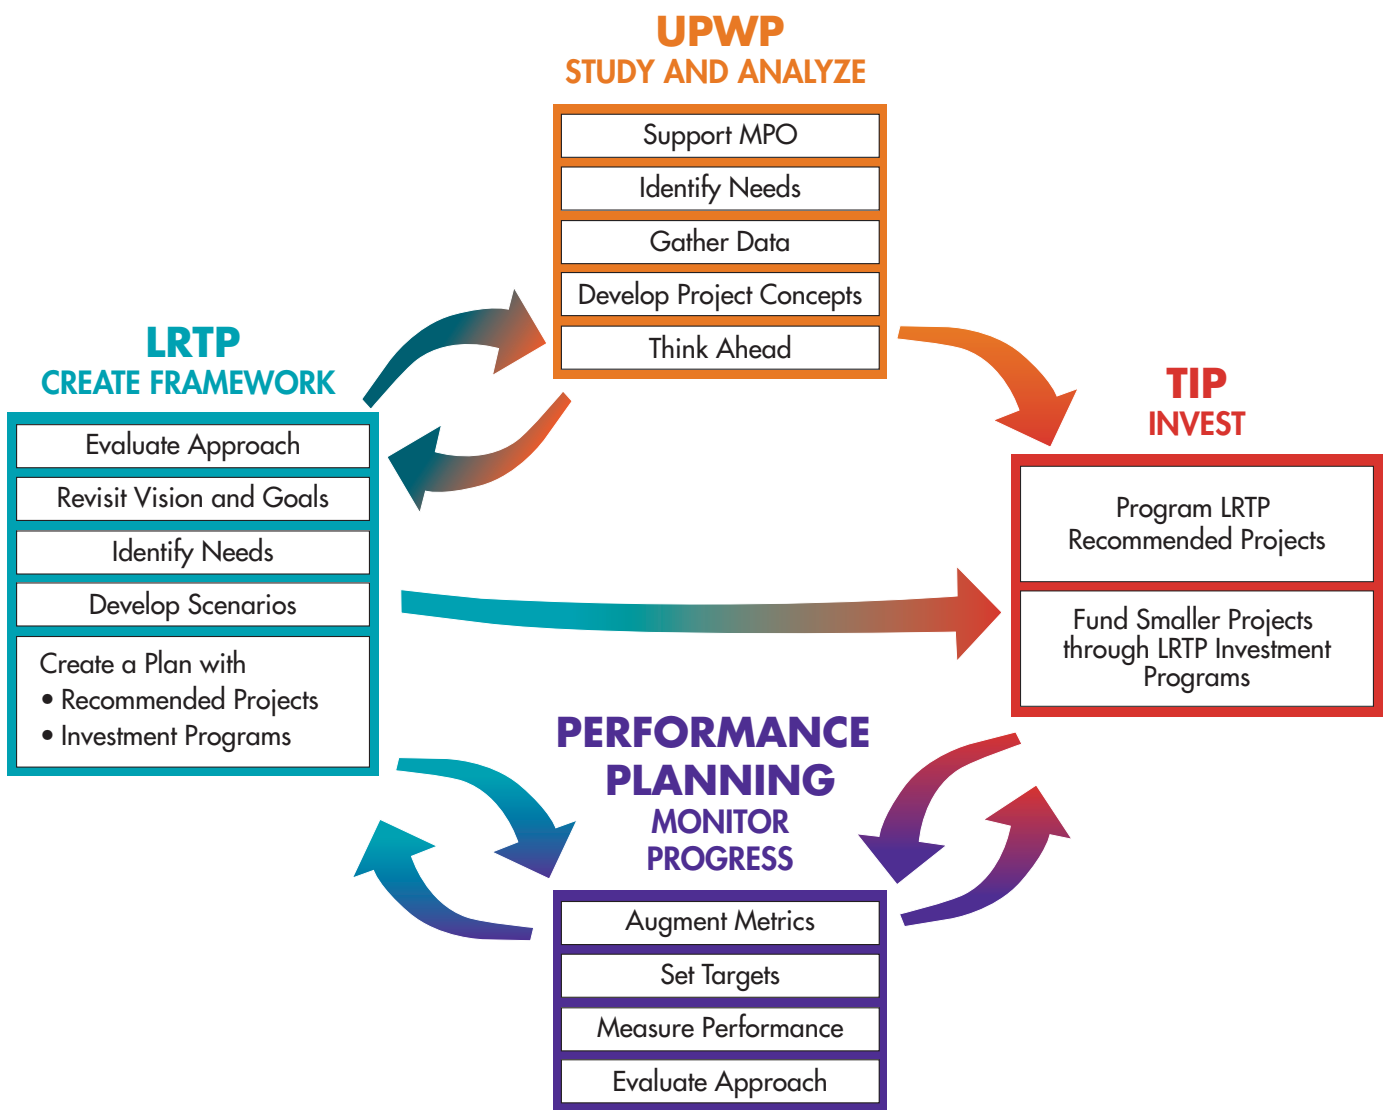 UPWP
STUDY AND ANALYZE
Support MPO
Identify Needs
Gather Data
Develop Project Concepts
Think Ahead
LRTP
CREATE FRAMEWORK
Evaluate Approach
Revisit Vision and Goals
Identify Needs
Develop Scenarios
Create a Plan with
• Recommended Projects
• Investment Programs
TIP
INVEST
Program LRTP
Recommended Projects
Fund Smaller Projects
through LRTP Investment
Programs
PERFORMANCE
PLANNING
MONITOR
PROGRESS
Augment Metrics
Set Targets
Measure Performance
Evaluate Approach